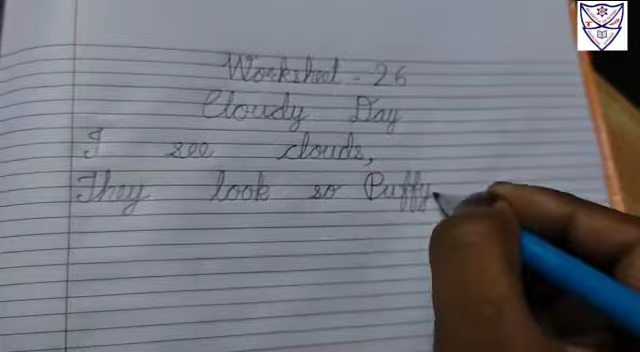 Worksheet - 26
Cloudy Day
I see clouds,
They look so Puffy